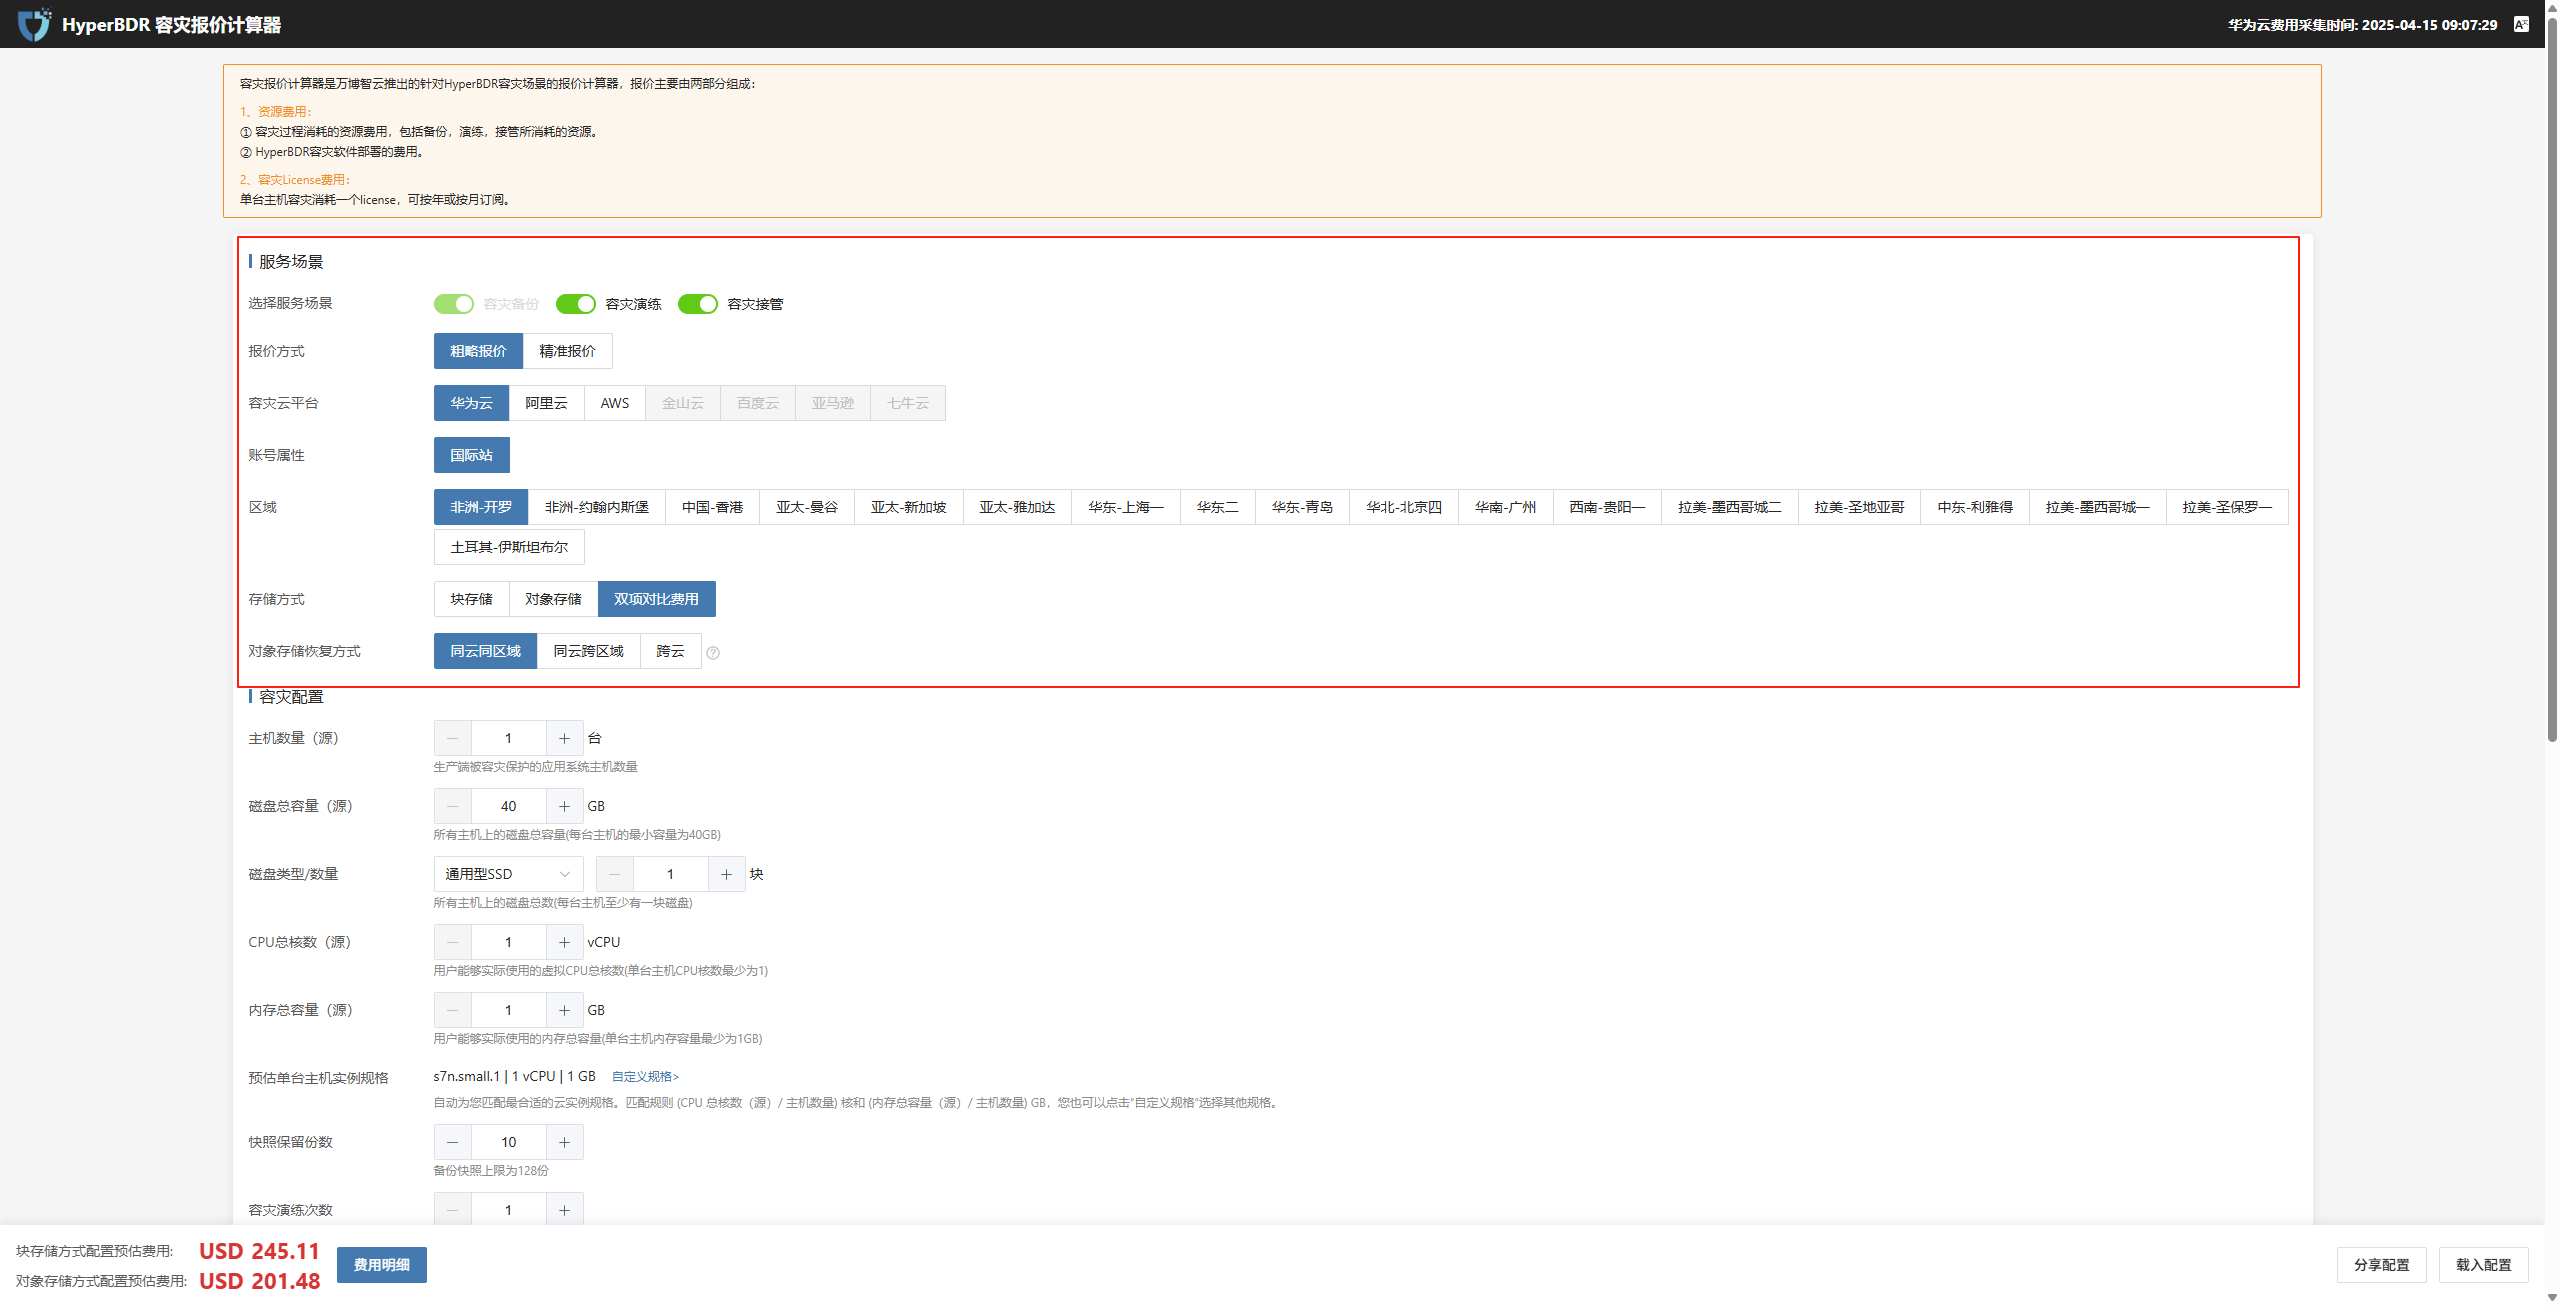 HyperBDR 容灾报价计算器
华为云费用采集时间: 2025-04-15 09:07:29
容灾报价计算器是万博智云推出的针对HyperBDR容灾场景的报价计算器，报价主要由两部分组成：
1、资源费用：
① 容灾过程消耗的资源费用，包括备份，演练，接管所消耗的资源。
② HyperBDR容灾软件部署的费用。
2、容灾License费用：
单台主机容灾消耗一个license，可按年或按月订阅。
服务场景
选择服务场景 容灾备份 容灾演练 容灾接管
报价方式 粗略报价 精准报价
容灾云平台 华为云 阿里云 AWS 金山云 百度云 亚马逊 七牛云
账号属性 国际站
区域 非洲-开罗 非洲-约翰内斯堡 中国-香港 亚太-曼谷 亚太-新加坡 亚太-雅加达 华东-上海一 华东二 华东-青岛 华北-北京四 华南-广州 西南-贵阳一 拉美-墨西哥城二 拉美-圣地亚哥 中东-利雅得 拉美-墨西哥城一 拉美-圣保罗一
土耳其-伊斯坦布尔
存储方式 块存储 对象存储 双项对比费用
对象存储恢复方式 同云同区域 同云跨区域 跨云 ?
容灾配置
主机数量（源） − 1 + 台
生产端被容灾保护的应用系统主机数量
磁盘总容量（源） − 40 + GB
所有主机上的磁盘总容量(每台主机的最小容量为40GB)
磁盘类型/数量 通用型SSD − 1 + 块
所有主机上的磁盘总数(每台主机至少有一块磁盘)
CPU总核数（源） − 1 + vCPU
用户能够实际使用的虚拟CPU总核数(单台主机CPU核数最少为1)
内存总容量（源） − 1 + GB
用户能够实际使用的内存总容量(单台主机内存容量最少为1GB)
预估单台主机实例规格 s7n.small.1 | 1 vCPU | 1 GB 自定义规格>
自动为您匹配最合适的云实例规格。匹配规则 (CPU 总核数（源）/ 主机数量) 核和 (内存总容量（源）/ 主机数量) GB，您也可以点击"自定义规格"选择其他规格。
快照保留份数 − 10 +
备份快照上限为128份
容灾演练次数 − 1 +
块存储方式配置预估费用: USD 245.11
对象存储方式配置预估费用: USD 201.48
费用明细
分享配置 载入配置